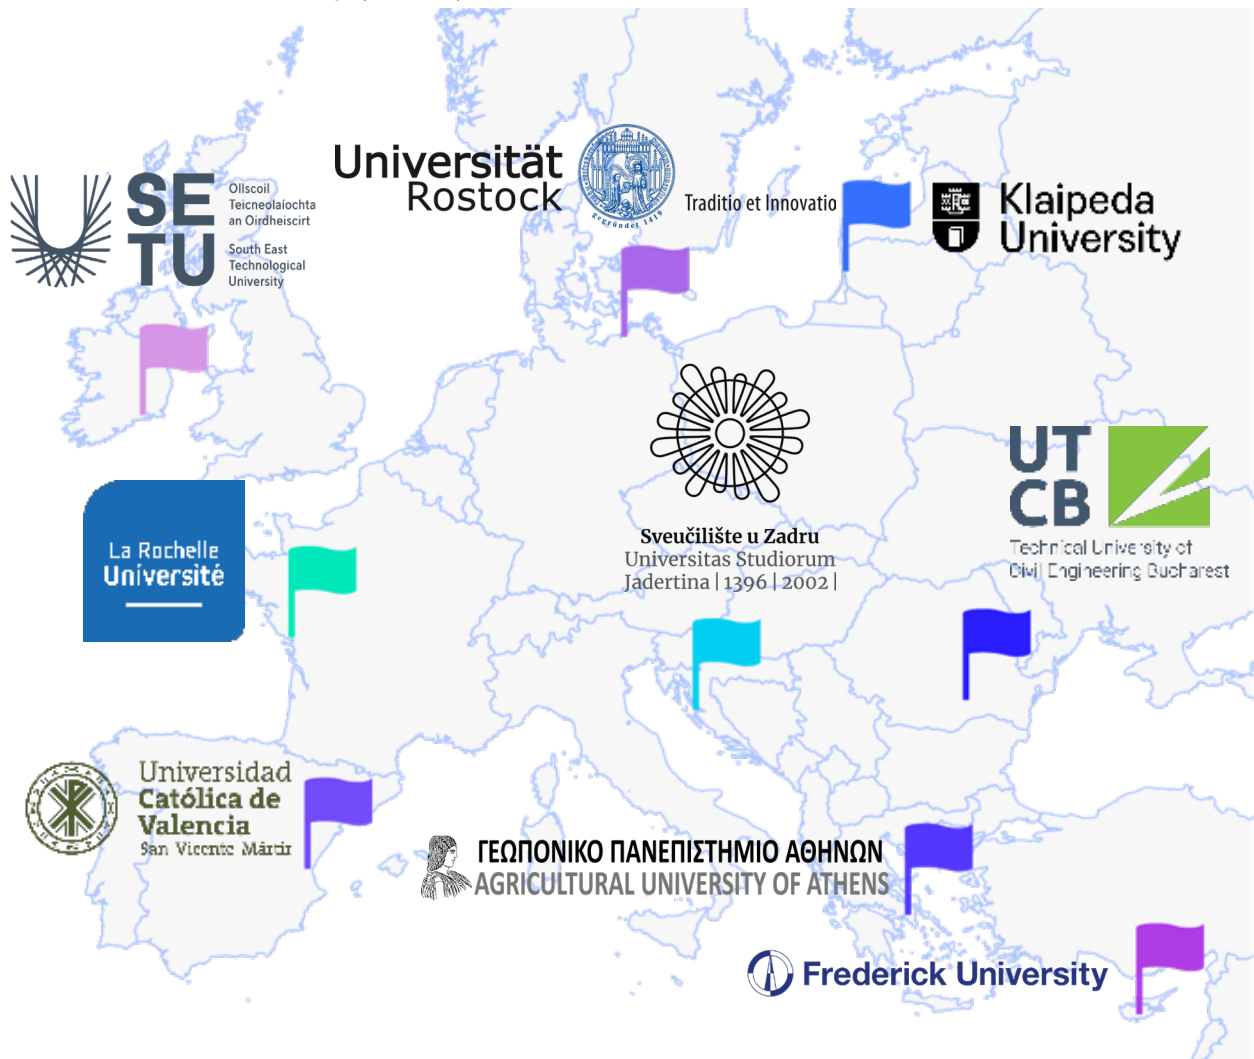 Universität
Rostock
gegründet 1419
Traditio et Innovatio
SE
TU
Ollscoil
Teicneolaíochta
an Oirdheiscirt
South East
Technological
University
Klaipeda
University
UT
CB
Technical University of
Civil Engineering Bucharest
La Rochelle
Université
Sveučilište u Zadru
Universitas Studiorum
Jadertina | 1396 | 2002 |
Universidad
Católica de
Valencia
San Vicente Mártir
ΓΕΩΠΟΝΙΚΟ ΠΑΝΕΠΙΣΤΗΜΙΟ ΑΘΗΝΩΝ
AGRICULTURAL UNIVERSITY OF ATHENS
Frederick University